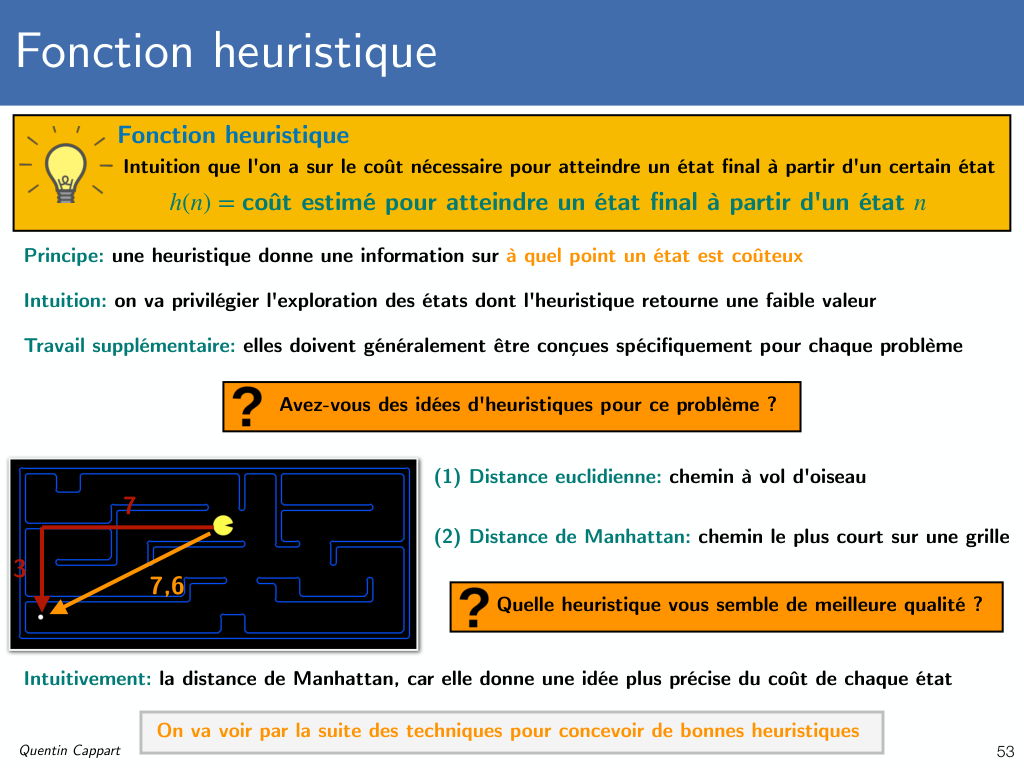 Fonction heuristique
Fonction heuristique
Intuition que l'on a sur le coût nécessaire pour atteindre un état final à partir d'un certain état
h(n) = coût estimé pour atteindre un état final à partir d'un état n
Principe: une heuristique donne une information sur à quel point un état est coûteux
Intuition: on va privilégier l'exploration des états dont l'heuristique retourne une faible valeur
Travail supplémentaire: elles doivent généralement être conçues spécifiquement pour chaque problème
? Avez-vous des idées d'heuristiques pour ce problème ?
7
3
7,6
(1) Distance euclidienne: chemin à vol d'oiseau
(2) Distance de Manhattan: chemin le plus court sur une grille
? Quelle heuristique vous semble de meilleure qualité ?
Intuitivement: la distance de Manhattan, car elle donne une idée plus précise du coût de chaque état
On va voir par la suite des techniques pour concevoir de bonnes heuristiques
Quentin Cappart
53